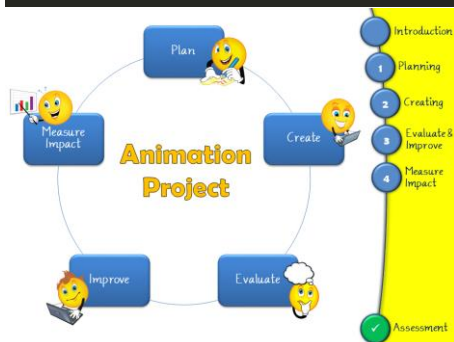 Plan
Create
Evaluate
Improve
Measure
Impact
Animation
Project
Introduction
1 Planning
2 Creating
3 Evaluate &
Improve
4 Measure
Impact
✓ Assessment